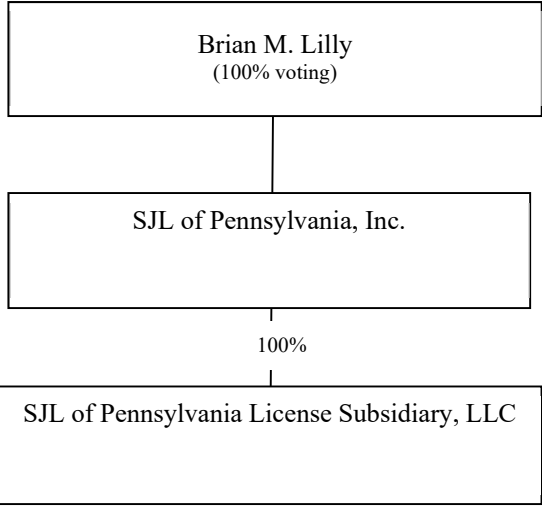 Brian M. Lilly
(100% voting)
SJL of Pennsylvania, Inc.
100%
SJL of Pennsylvania License Subsidiary, LLC